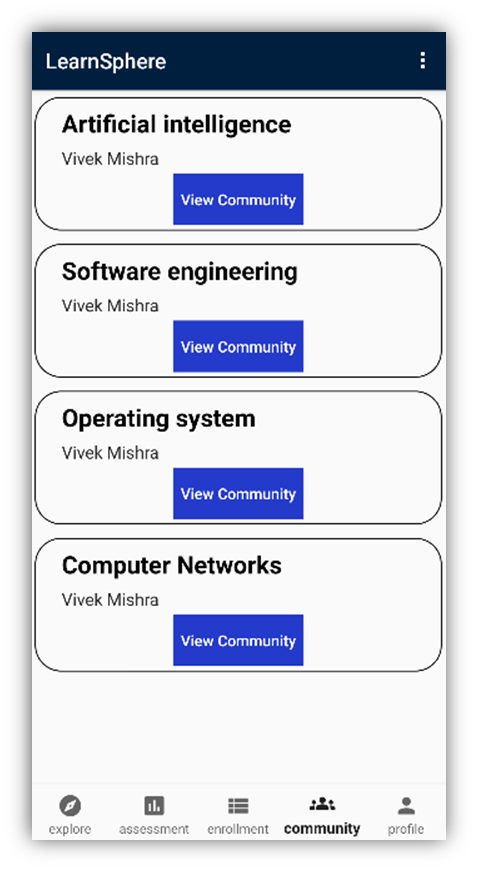 LearnSphere
Artificial intelligence
Vivek Mishra
View Community
Software engineering
Vivek Mishra
View Community
Operating system
Vivek Mishra
View Community
Computer Networks
Vivek Mishra
View Community
explore assessment enrollment community profile